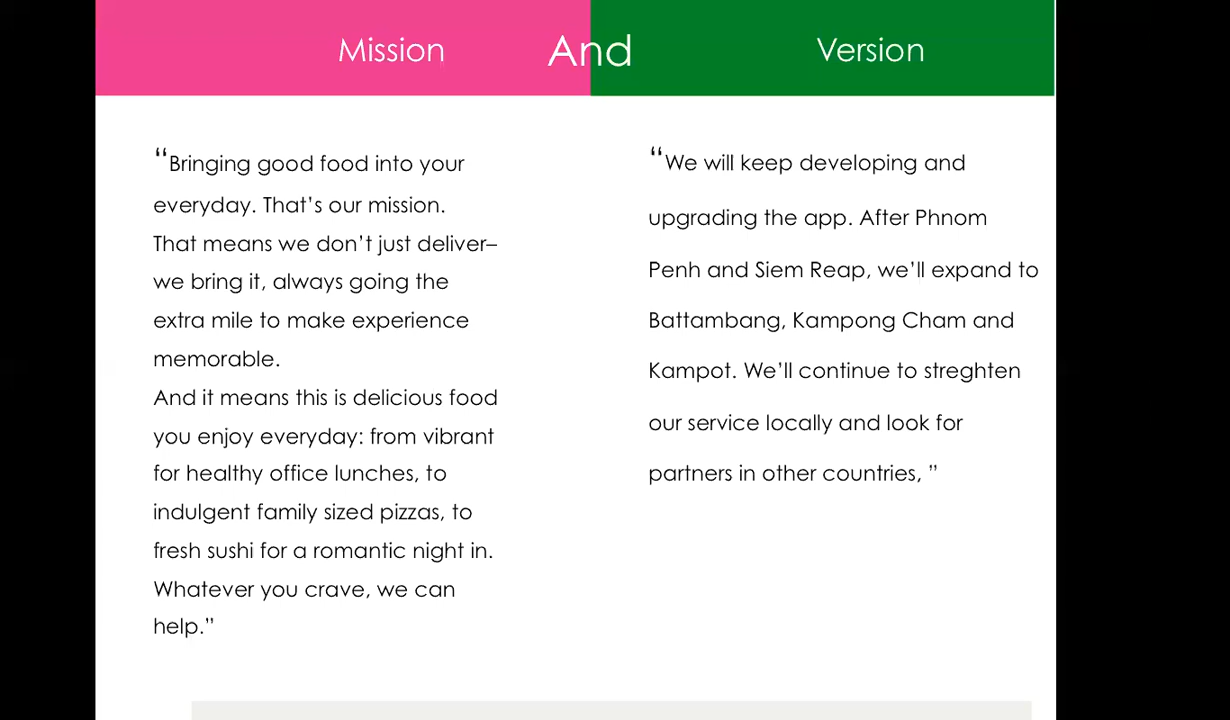 Mission And Version
“Bringing good food into your
everyday. That’s our mission.
That means we don’t just deliver–
we bring it, always going the
extra mile to make experience
memorable.
And it means this is delicious food
you enjoy everyday: from vibrant
for healthy office lunches, to
indulgent family sized pizzas, to
fresh sushi for a romantic night in.
Whatever you crave, we can
help.”
“We will keep developing and
upgrading the app. After Phnom
Penh and Siem Reap, we’ll expand to
Battambang, Kampong Cham and
Kampot. We’ll continue to streghten
our service locally and look for
partners in other countries, ”